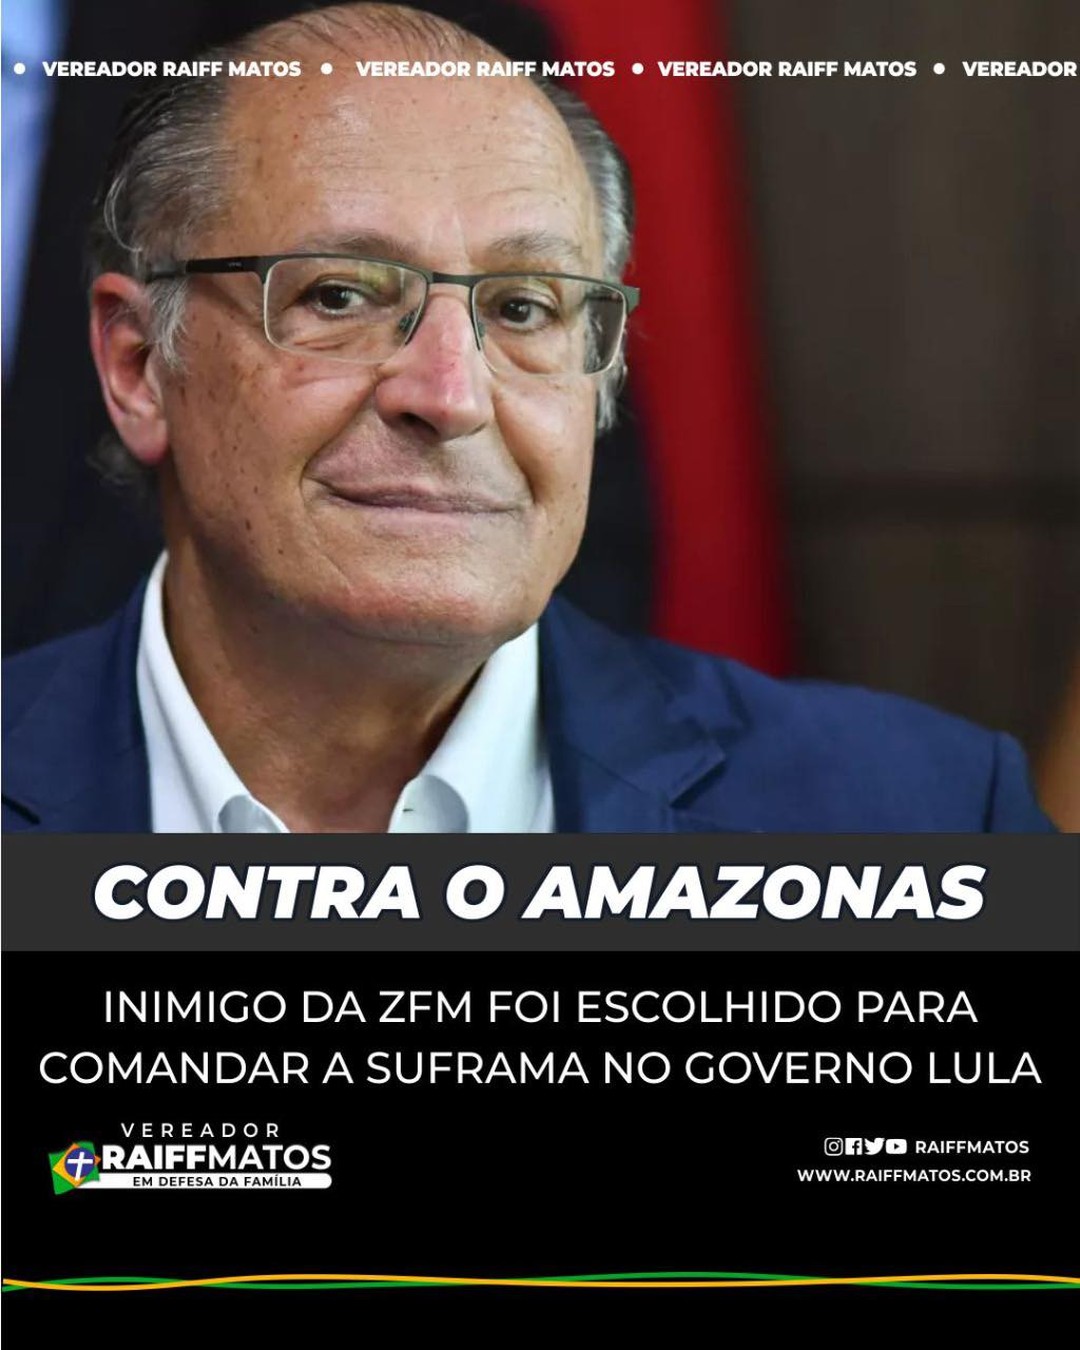 • VEREADOR RAIFF MATOS • VEREADOR RAIFF MATOS • VEREADOR RAIFF MATOS • VEREADOR
CONTRA O AMAZONAS
INIMIGO DA ZFM FOI ESCOLHIDO PARA
COMANDAR A SUFRAMA NO GOVERNO LULA
VEREADOR
RAIFFMATOS
EM DEFESA DA FAMÍLIA
RAIFFMATOS
WWW.RAIFFMATOS.COM.BR